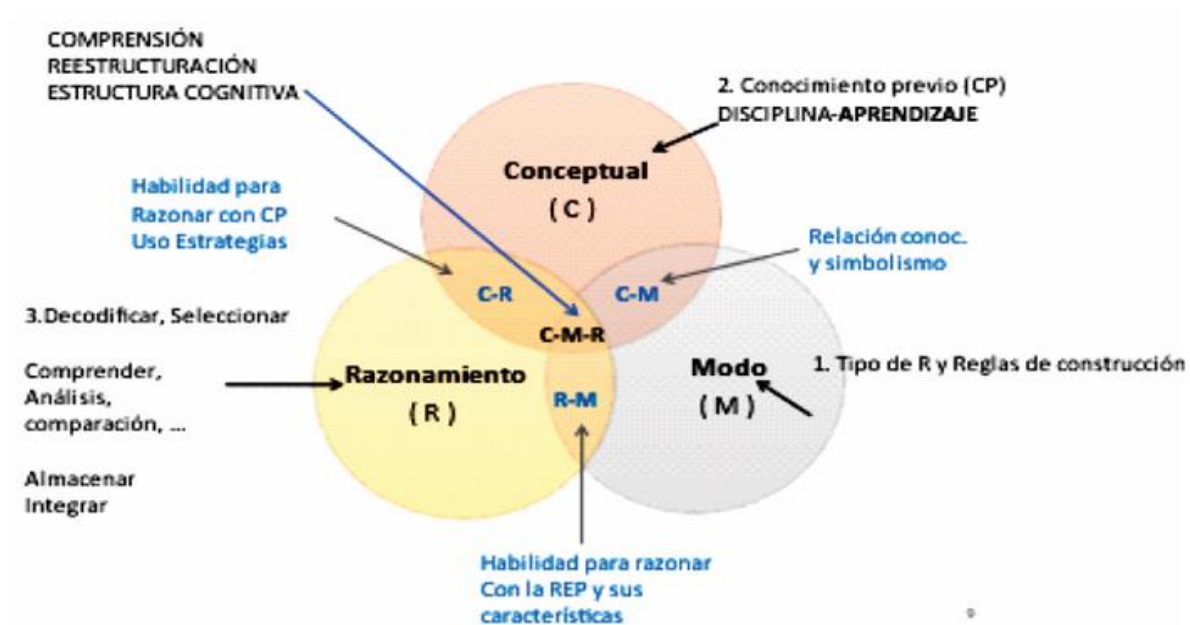 COMPRENSIÓN
REESTRUCTURACIÓN
ESTRUCTURA COGNITIVA
2. Conocimiento previo (CP)
DISCIPLINA-APRENDIZAJE
Conceptual
( C )
Habilidad para
Razonar con CP
Uso Estrategias
Relación conoc.
y simbolismo
C-R
C-M
C-M-R
3.Decodificar, Seleccionar
Comprender,
Análisis,
comparación, ...
Almacenar
Integrar
Razonamiento
( R )
R-M
Modo
( M )
1. Tipo de R y Reglas de construcción
Habilidad para razonar
Con la REP y sus
características
9